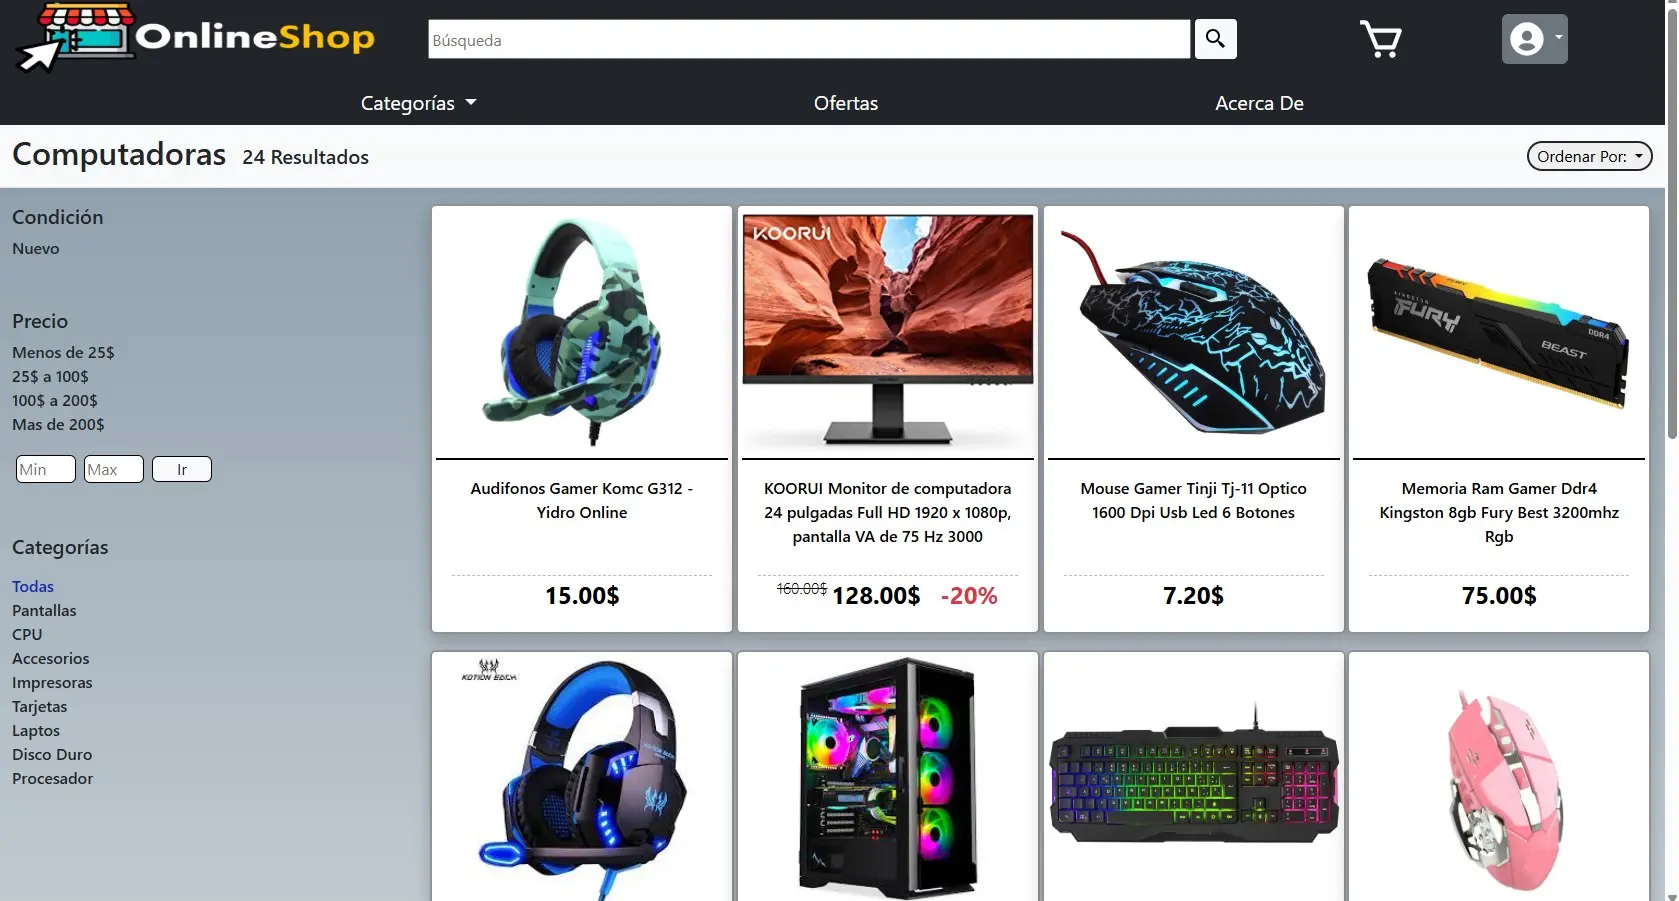 OnlineShop
Búsqueda
Categorías
Ofertas
Acerca De
Computadoras
24 Resultados
Ordenar Por:
Condición
Nuevo
Precio
Menos de 25$
25$ a 100$
100$ a 200$
Mas de 200$
Min
Max
Ir
Categorías
Todas
Pantallas
CPU
Accesorios
Impresoras
Tarjetas
Laptos
Disco Duro
Procesador
Audifonos Gamer Komc G312 -
Yidro Online
15.00$
KOORUI
KOORUI Monitor de computadora
24 pulgadas Full HD 1920 x 1080p,
pantalla VA de 75 Hz 3000
160.00$ 128.00$ -20%
Mouse Gamer Tinji Tj-11 Optico
1600 Dpi Usb Led 6 Botones
7.20$
FURY
KINGSTON
FURY
DDR4
BEAST
Memoria Ram Gamer Ddr4
Kingston 8gb Fury Best 3200mhz
Rgb
75.00$
KOTION EACH
KOTION EACH